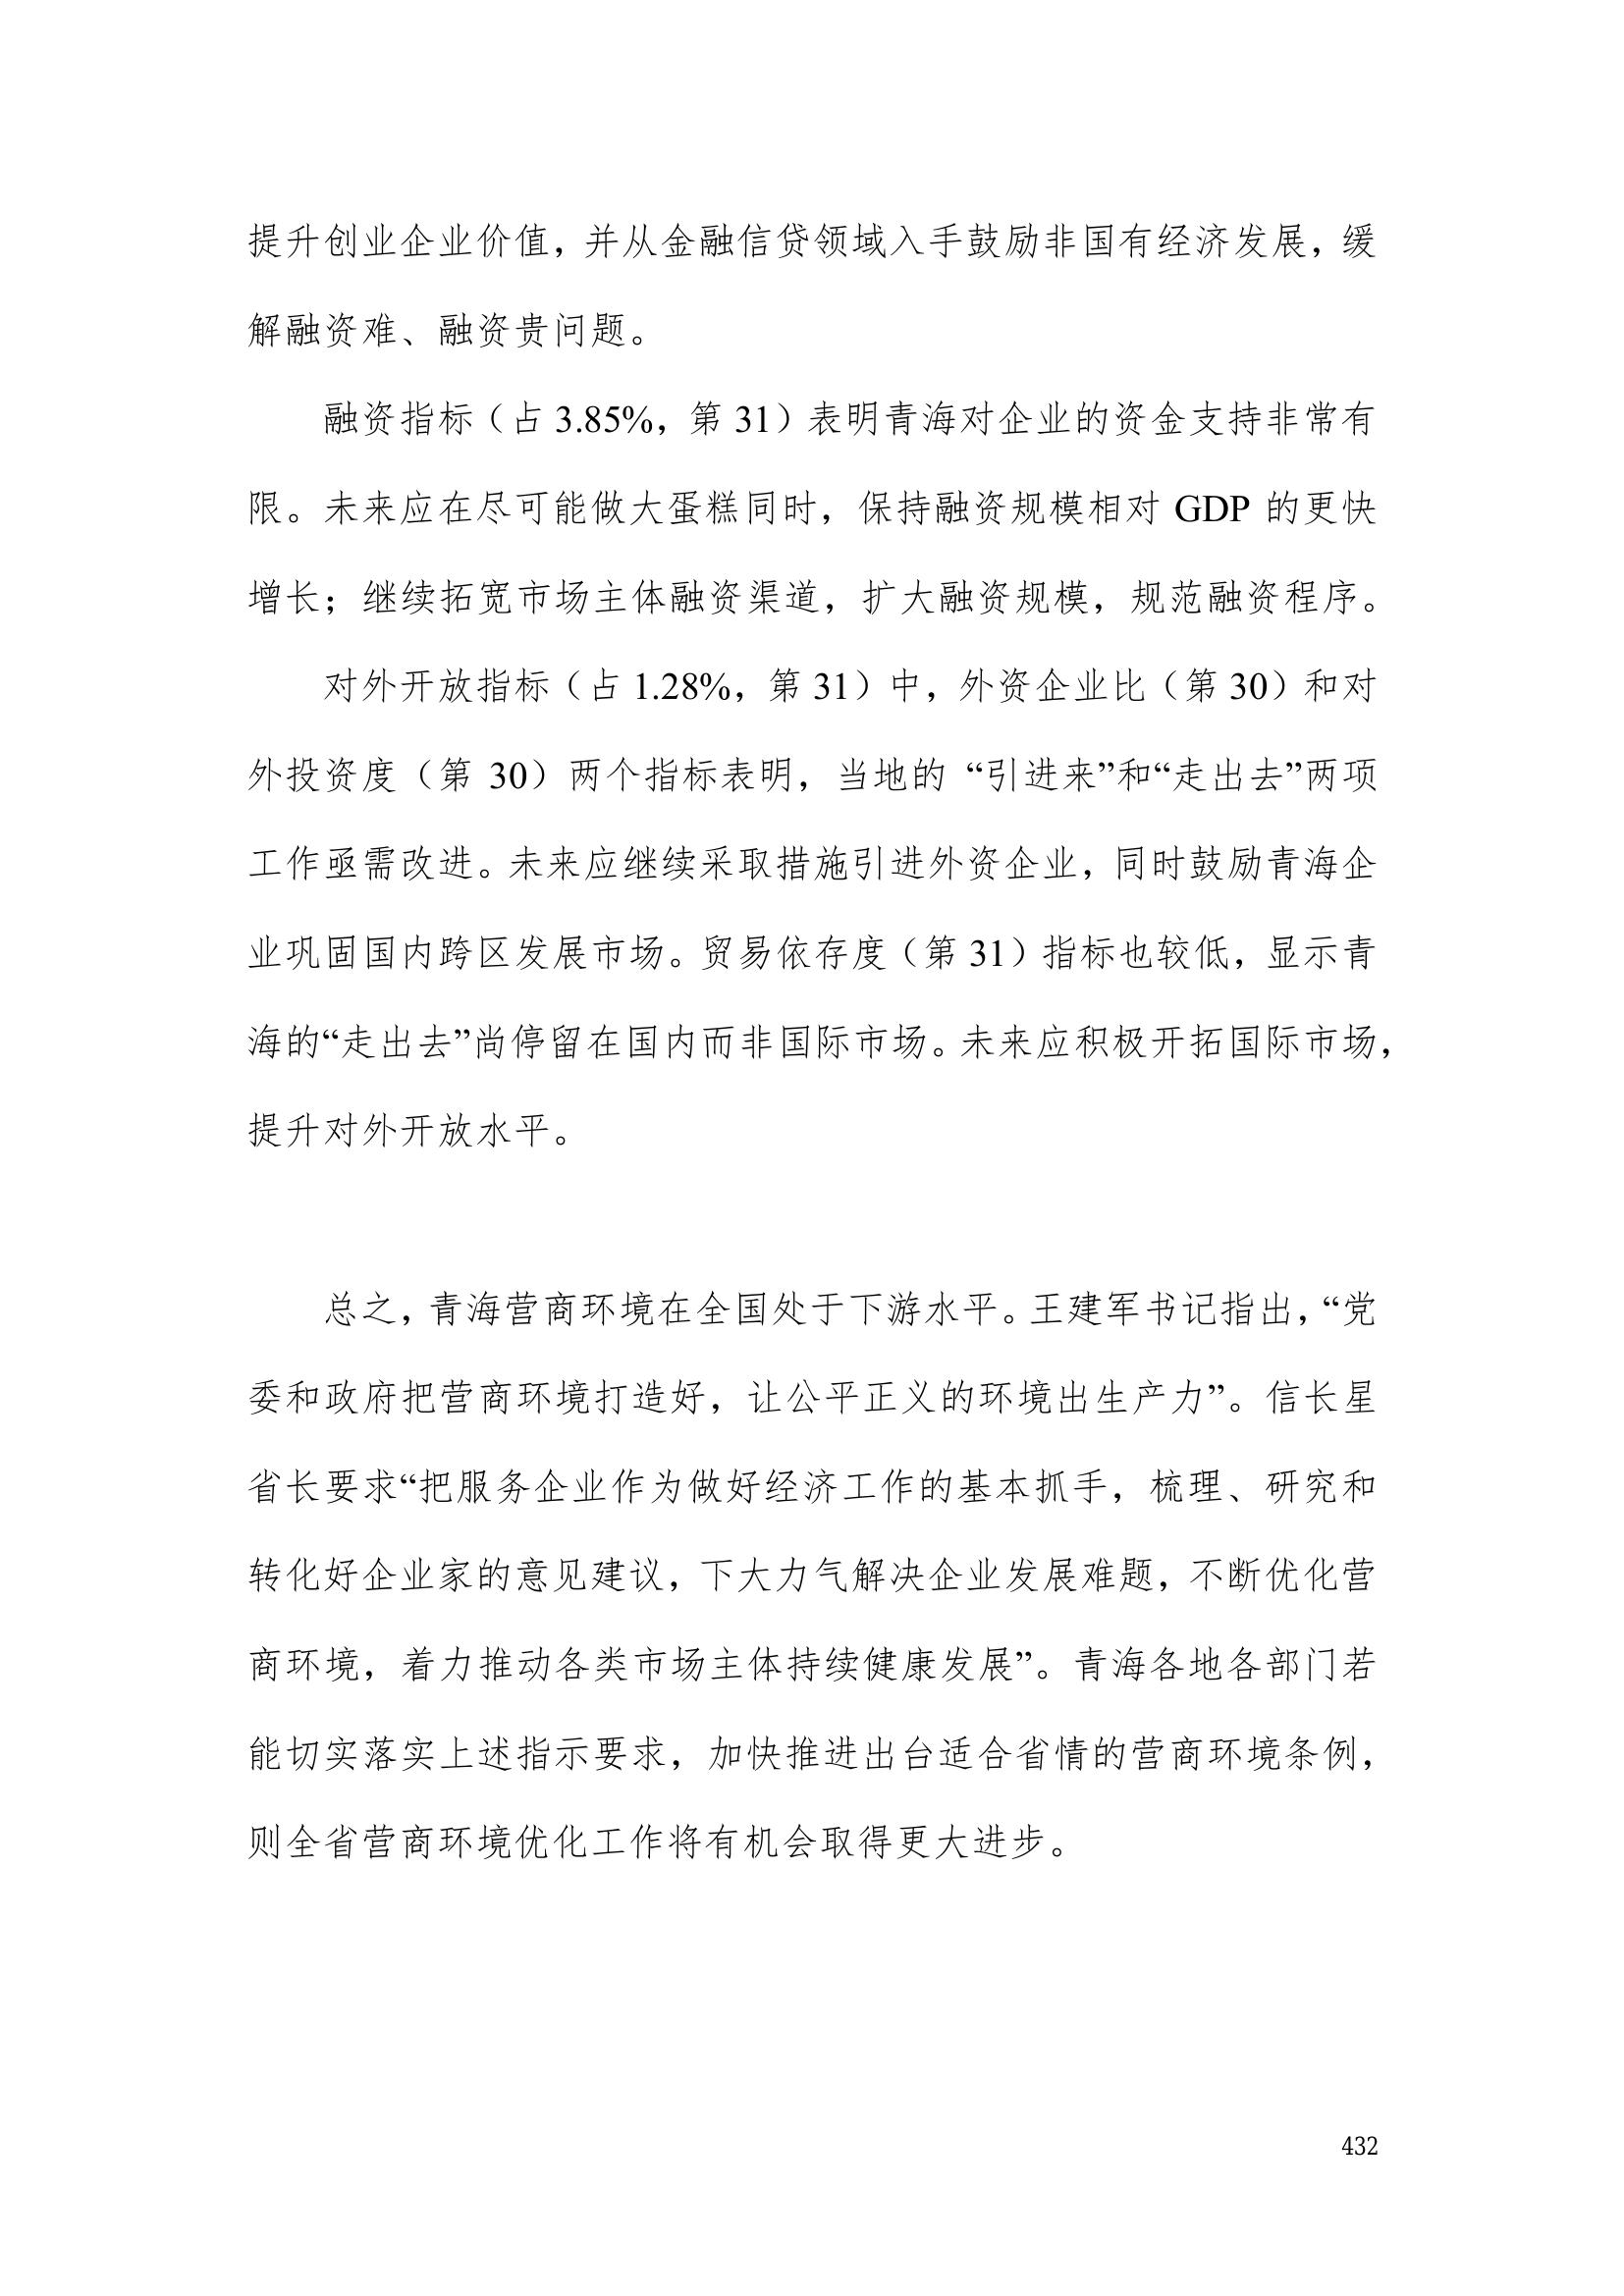 提升创业企业价值，并从金融信贷领域入手鼓励非国有经济发展，缓
解融资难、融资贵问题。
融资指标（占 3.85%，第 31）表明青海对企业的资金支持非常有
限。未来应在尽可能做大蛋糕同时，保持融资规模相对 GDP 的更快
增长；继续拓宽市场主体融资渠道，扩大融资规模，规范融资程序。
对外开放指标（占 1.28%，第 31）中，外资企业比（第 30）和对
外投资度（第 30）两个指标表明，当地的 “引进来”和“走出去”两项
工作亟需改进。未来应继续采取措施引进外资企业，同时鼓励青海企
业巩固国内跨区发展市场。贸易依存度（第 31）指标也较低，显示青
海的“走出去”尚停留在国内而非国际市场。未来应积极开拓国际市场，
提升对外开放水平。
总之，青海营商环境在全国处于下游水平。王建军书记指出，“党
委和政府把营商环境打造好，让公平正义的环境出生产力”。信长星
省长要求“把服务企业作为做好经济工作的基本抓手，梳理、研究和
转化好企业家的意见建议，下大力气解决企业发展难题，不断优化营
商环境，着力推动各类市场主体持续健康发展”。青海各地各部门若
能切实落实上述指示要求，加快推进出台适合省情的营商环境条例，
则全省营商环境优化工作将有机会取得更大进步。
432